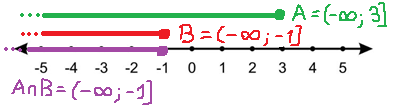 A = (-∞; 3]
B = (-∞; -1]
-5 -4 -3 -2 -1 0 1 2 3 4 5
A∩B = (-∞; -1]